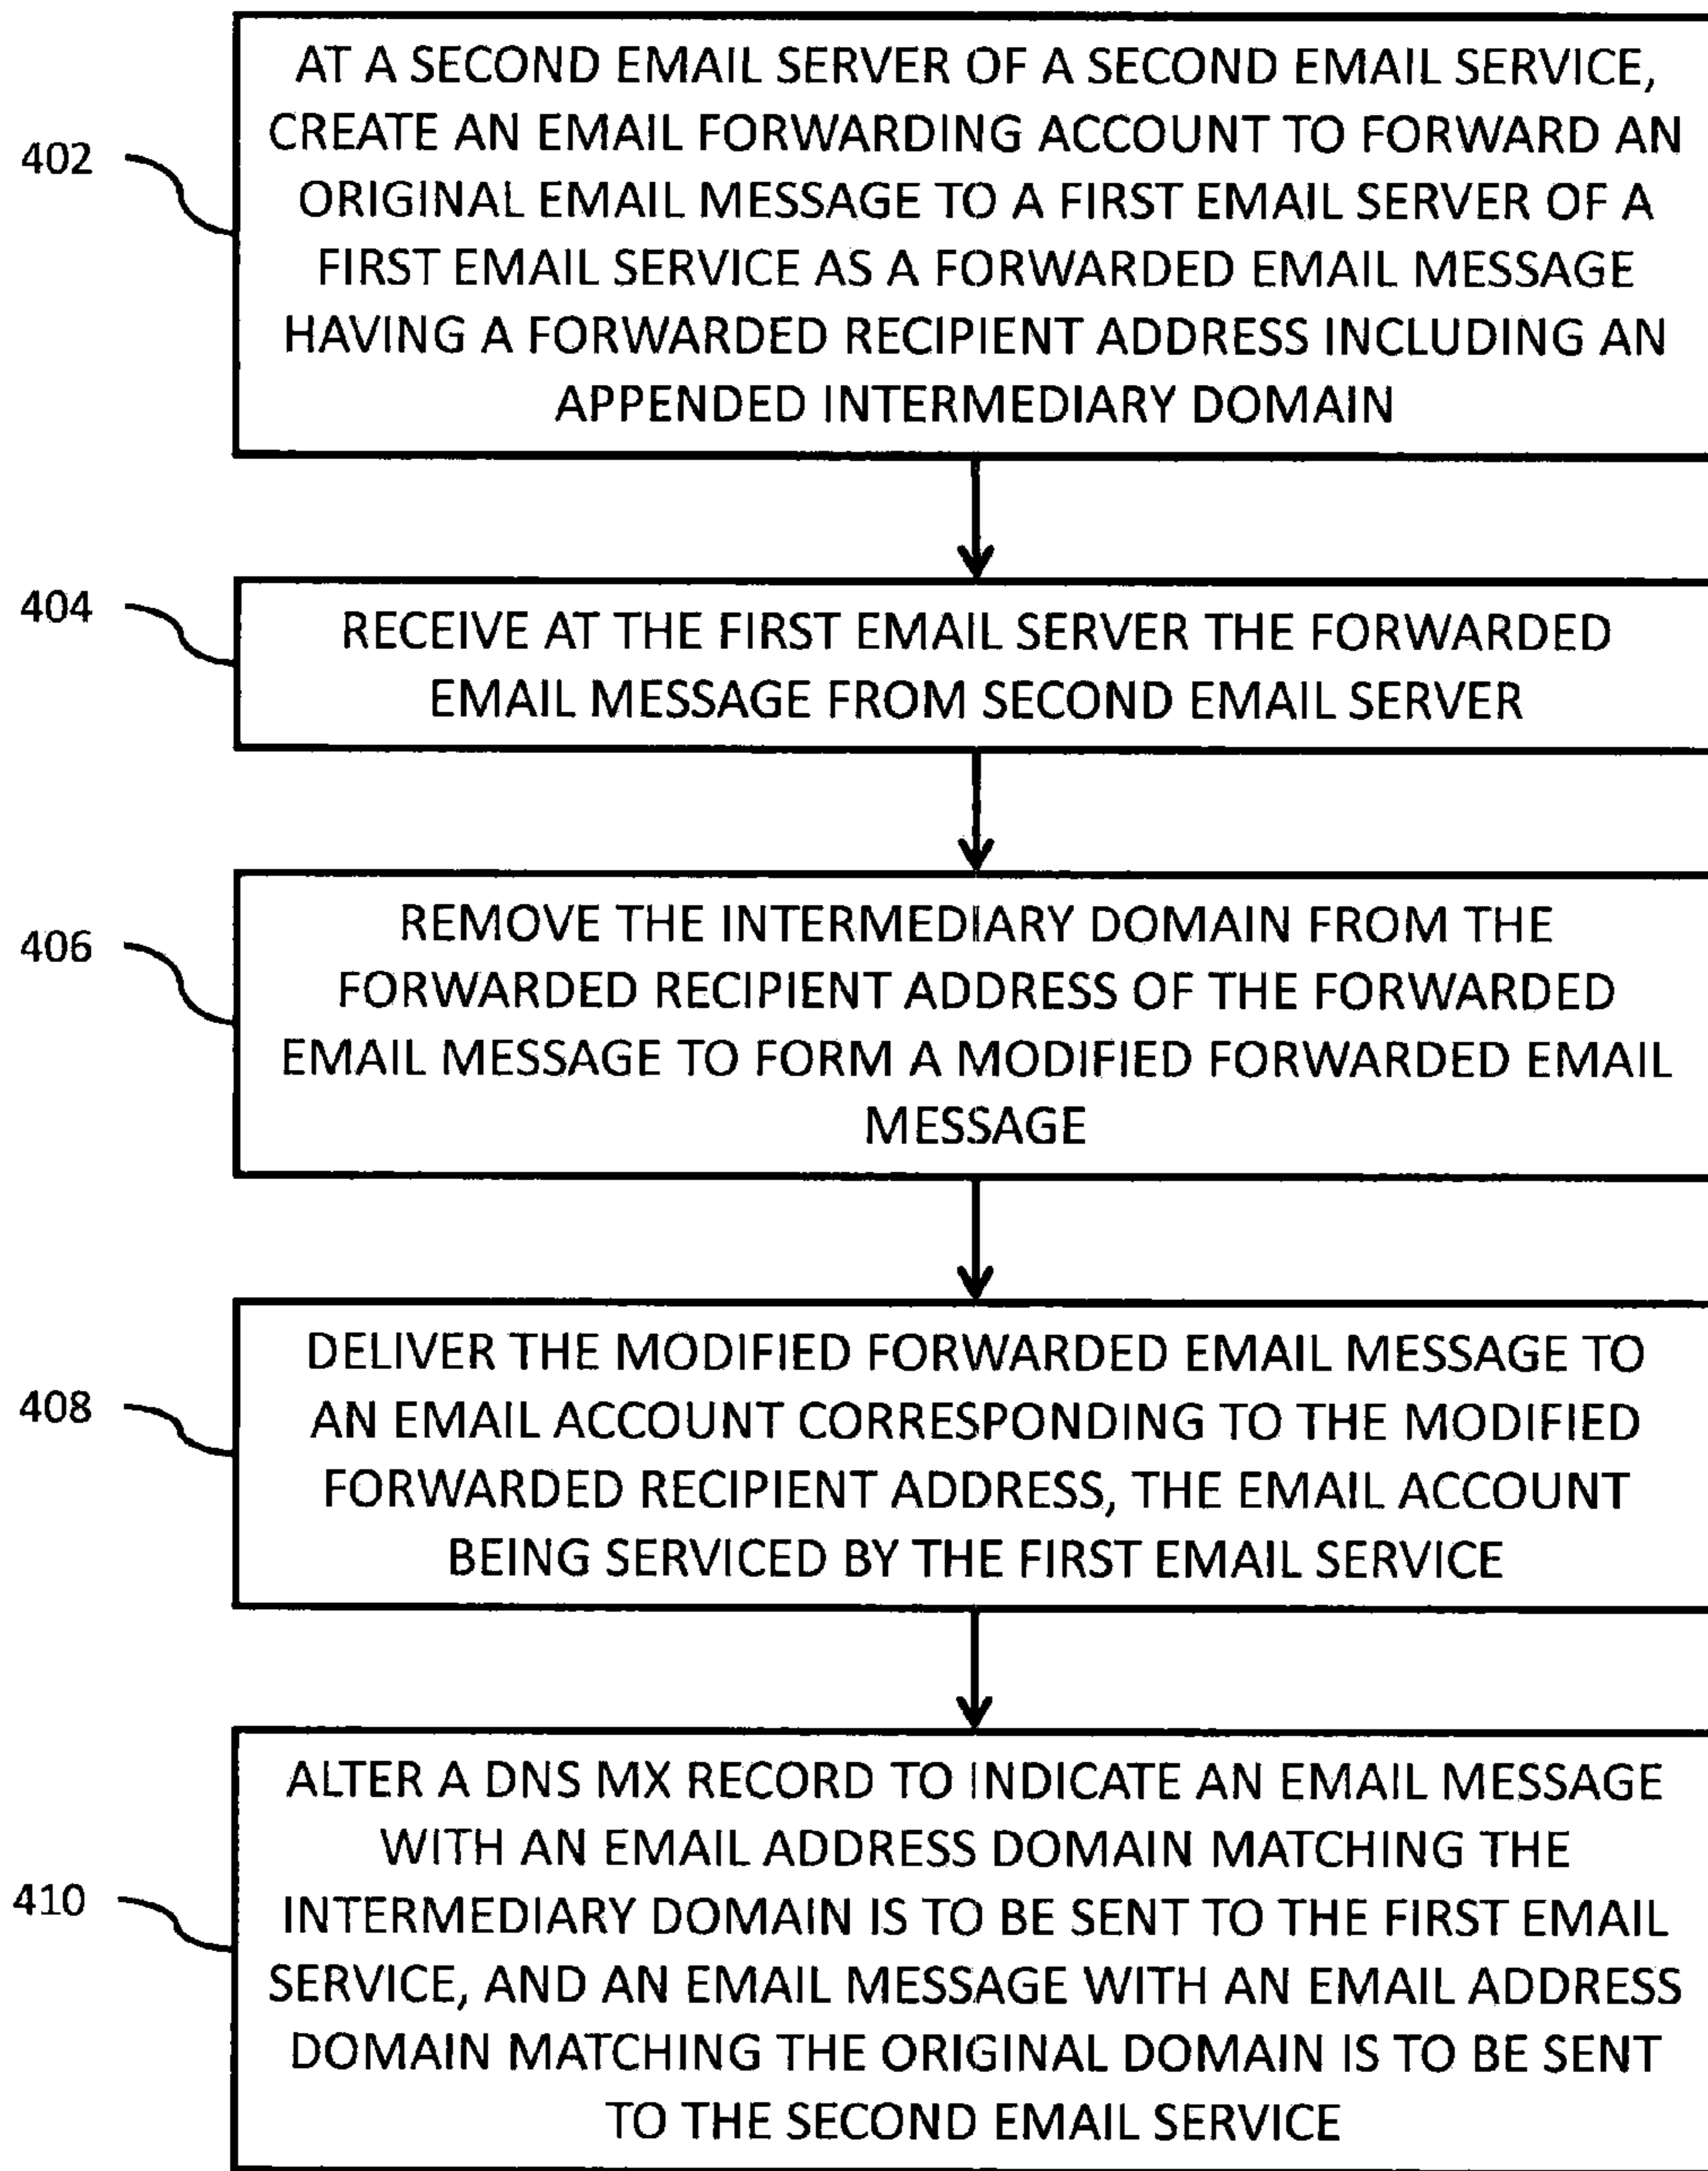 402
AT A SECOND EMAIL SERVER OF A SECOND EMAIL SERVICE,
CREATE AN EMAIL FORWARDING ACCOUNT TO FORWARD AN
ORIGINAL EMAIL MESSAGE TO A FIRST EMAIL SERVER OF A
FIRST EMAIL SERVICE AS A FORWARDED EMAIL MESSAGE
HAVING A FORWARDED RECIPIENT ADDRESS INCLUDING AN
APPENDED INTERMEDIARY DOMAIN
404
RECEIVE AT THE FIRST EMAIL SERVER THE FORWARDED
EMAIL MESSAGE FROM SECOND EMAIL SERVER
406
REMOVE THE INTERMEDIARY DOMAIN FROM THE
FORWARDED RECIPIENT ADDRESS OF THE FORWARDED
EMAIL MESSAGE TO FORM A MODIFIED FORWARDED EMAIL
MESSAGE
408
DELIVER THE MODIFIED FORWARDED EMAIL MESSAGE TO
AN EMAIL ACCOUNT CORRESPONDING TO THE MODIFIED
FORWARDED RECIPIENT ADDRESS, THE EMAIL ACCOUNT
BEING SERVICED BY THE FIRST EMAIL SERVICE
410
ALTER A DNS MX RECORD TO INDICATE AN EMAIL MESSAGE
WITH AN EMAIL ADDRESS DOMAIN MATCHING THE
INTERMEDIARY DOMAIN IS TO BE SENT TO THE FIRST EMAIL
SERVICE, AND AN EMAIL MESSAGE WITH AN EMAIL ADDRESS
DOMAIN MATCHING THE ORIGINAL DOMAIN IS TO BE SENT
TO THE SECOND EMAIL SERVICE